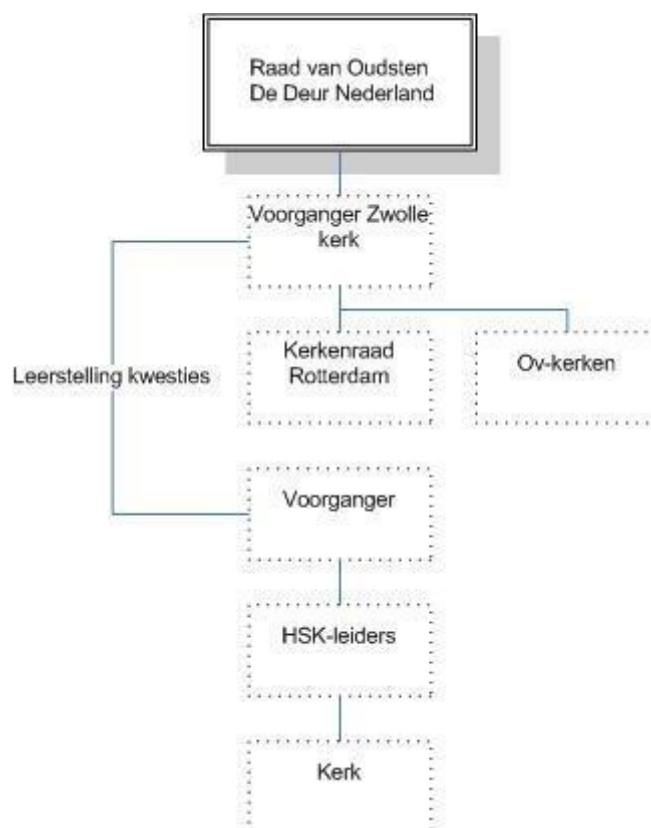 Raad van Oudsten
De Deur Nederland
Voorganger Zwolle
kerk
Kerkenraad
Rotterdam
Ov-kerken
Leerstelling kwesties
Voorganger
HSK-leiders
Kerk